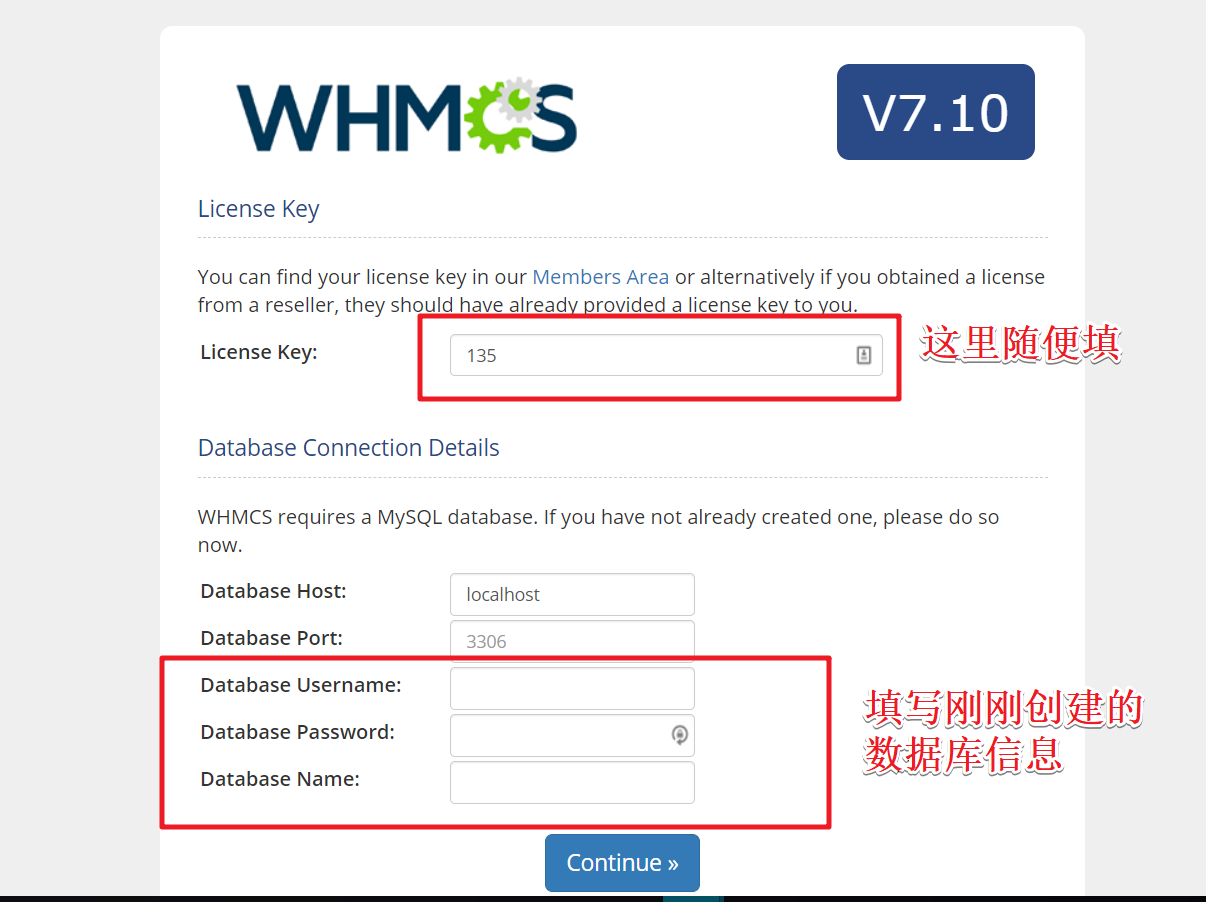 WHMCS
V7.10
License Key
You can find your license key in our Members Area or alternatively if you obtained a license
from a reseller, they should have already provided a license key to you.
License Key:
135
这里随便填
Database Connection Details
WHMCS requires a MySQL database. If you have not already created one, please do so
now.
Database Host:
localhost
Database Port:
3306
Database Username:
Database Password:
Database Name:
填写刚刚创建的
数据库信息
Continue »